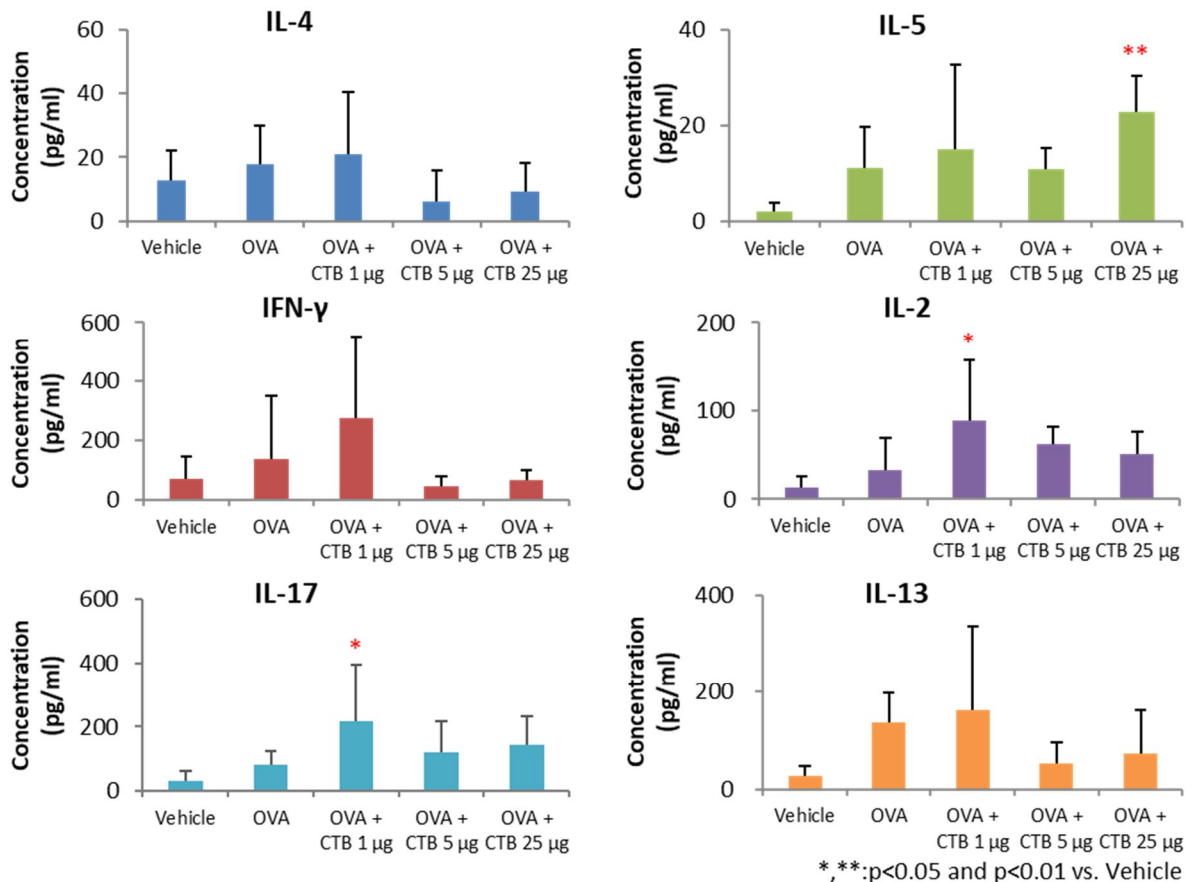 IL-4
Concentration
(pg/ml)
60
40
20
0
Vehicle OVA OVA + OVA + OVA +
CTB 1 µg CTB 5 µg CTB 25 µg
IL-5
Concentration
(pg/ml)
40
20
0
**
Vehicle OVA OVA + OVA + OVA +
CTB 1 µg CTB 5 µg CTB 25 µg
IFN-γ
Concentration
(pg/ml)
600
400
200
0
Vehicle OVA OVA + OVA + OVA +
CTB 1 µg CTB 5 µg CTB 25 µg
IL-2
Concentration
(pg/ml)
200
100
0
*
Vehicle OVA OVA + OVA + OVA +
CTB 1 µg CTB 5 µg CTB 25 µg
IL-17
Concentration
(pg/ml)
600
400
200
0
*
Vehicle OVA OVA + OVA + OVA +
CTB 1 µg CTB 5 µg CTB 25 µg
IL-13
Concentration
(pg/ml)
400
200
0
Vehicle OVA OVA + OVA + OVA +
CTB 1 µg CTB 5 µg CTB 25 µg
*,**:p<0.05 and p<0.01 vs. Vehicle